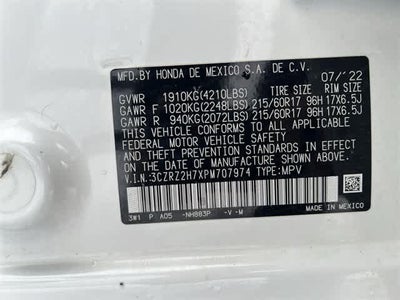 MFD.BY HONDA DE MEXICO S.A. DE C.V.
07/'22
GVWR 1910KG(4210LBS) TIRE SIZE RIM SIZE
GAWR F 1020KG(2248LBS) 215/60R17 96H 17X6.5J
GAWR R 940KG(2072LBS) 215/60R17 96H 17X6.5J
THIS VEHICLE CONFORMS TO ALL APPLICABLE
FEDERAL MOTOR VEHICLE SAFETY AND THEFT
PREVENTION STANDARDS IN EFFECT ON THE DATE
OF MANUFACTURE SHOWN ABOVE.
V.I.N.:3CZRZ2H7XPM707974 TYPE:MPV
3W1 P A05 -NH883P -V -M
MADE IN MEXICO